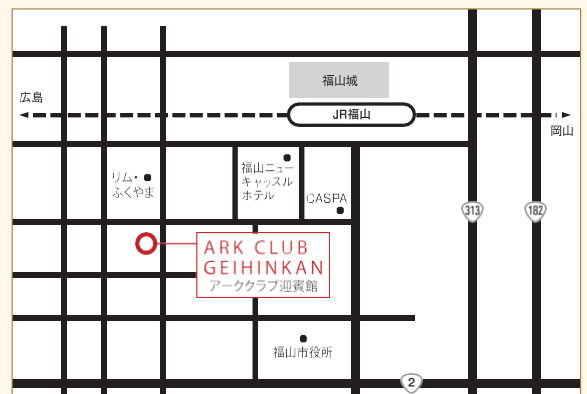 福山城
広島
JR福山
岡山
リム・
ふくやま
福山ニュー
キャッスル
ホテル
CASPA
313
182
ARK CLUB
GEIHINKAN
アーククラブ迎賓館
福山市役所
2